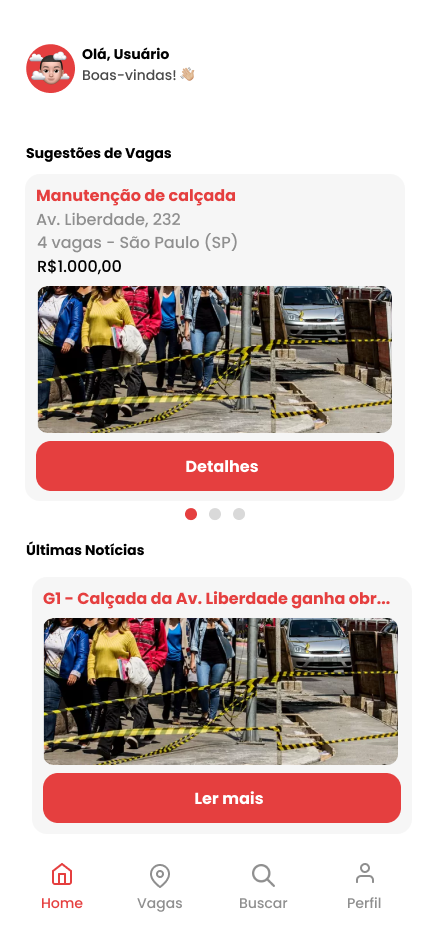 Olá, Usuário
Boas-vindas! 👋🏼
Sugestões de Vagas
Manutenção de calçada
Av. Liberdade, 232
4 vagas - São Paulo (SP)
R$1.000,00
Detalhes
Últimas Notícias
G1 - Calçada da Av. Liberdade ganha obr...
Ler mais
Home
Vagas
Buscar
Perfil